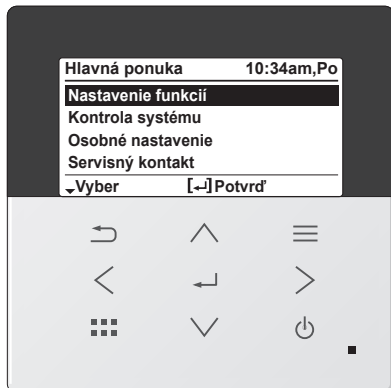 Hlavná ponuka 10:34am,Po
Nastavenie funkcií
Kontrola systému
Osobné nastavenie
Servisný kontakt
Vyber [↵]Potvrď